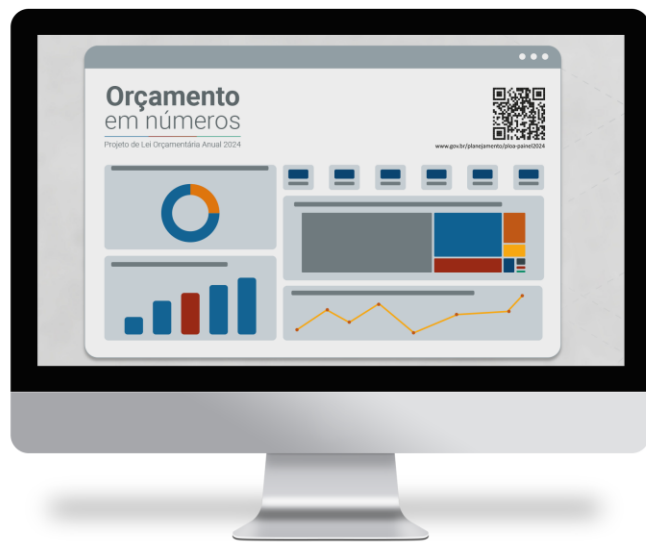 Orçamento
em números
Projeto de Lei Orçamentária Anual 2024
www.gov.br/planejamento/ploa-painel2024